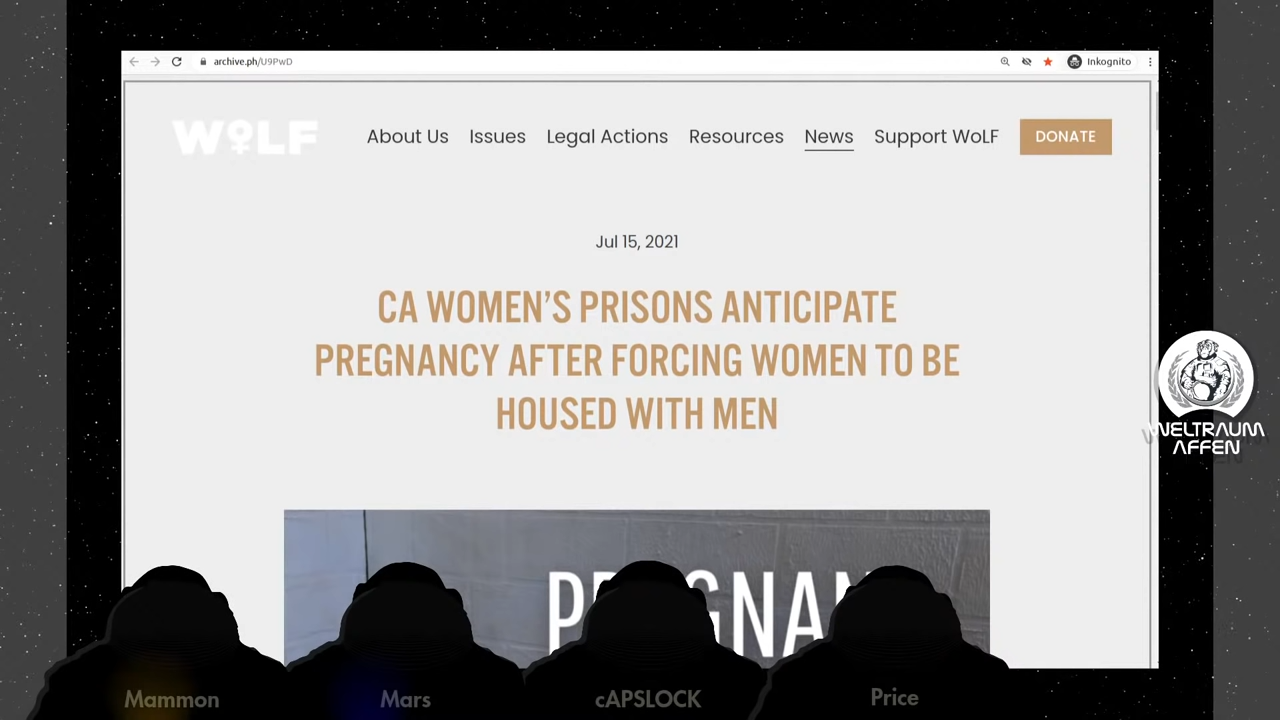 archive.ph/U9PwD
Inkognito
WOLF
About Us Issues Legal Actions Resources News Support WoLF DONATE
Jul 15, 2021
CA WOMEN’S PRISONS ANTICIPATE
PREGNANCY AFTER FORCING WOMEN TO BE
HOUSED WITH MEN
WELTRAUM
AFFEN
Mammon
Mars
cAPSLOCK
Price